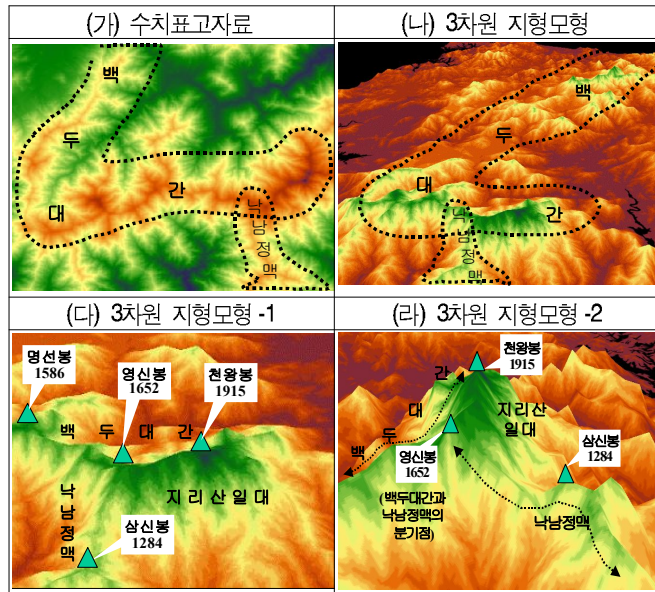 (가) 수치표고자료
백
두
대
간
낙
남
정
맥
(나) 3차원 지형모형
백
두
대
간
낙
남
정
맥
(다) 3차원 지형모형 -1
명선봉
1586
영신봉
1652
천왕봉
1915
백 두 대 간
낙
남
정
맥
지리산일대
삼신봉
1284
(라) 3차원 지형모형 -2
천왕봉
1915
간
대
두
백
지리산
일대
영신봉
1652
(백두대간과
낙남정맥의
분기점)
삼신봉
1284
낙남정맥